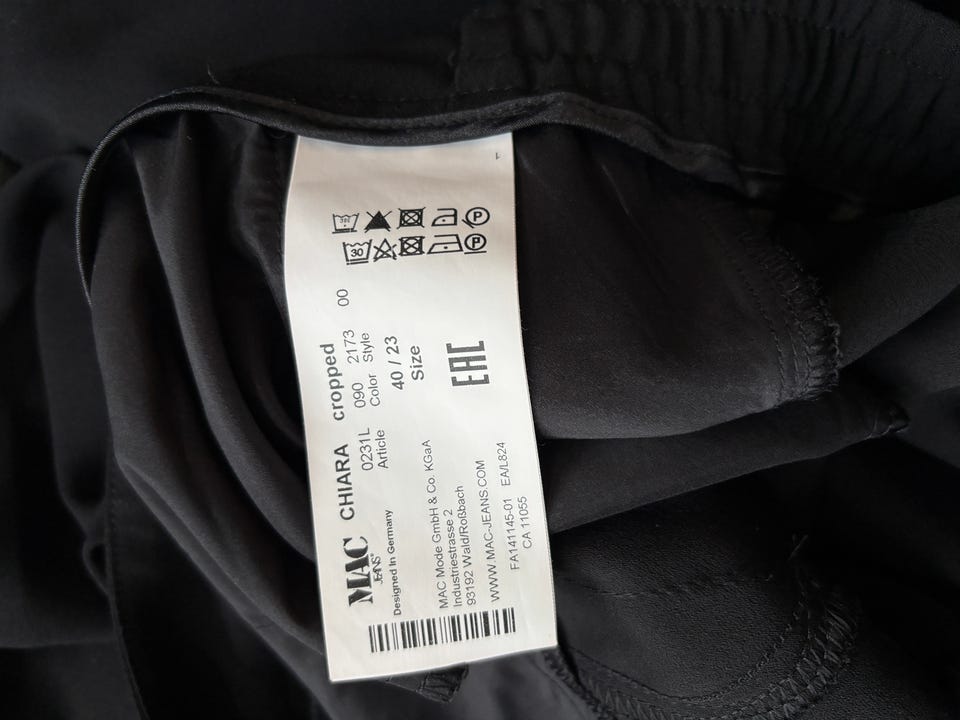 MAC CHIARA cropped
JEANS®
0231L 090 2173 00
Article Color Style
Designed In Germany
40 / 23
Size
MAC Mode GmbH & Co. KGaA
Industriestrasse 2
93192 Wald/Roßbach
WWW.MAC-JEANS.COM
EAC
FA141145-01 EA/L824
CA 11055
30
P
30
P